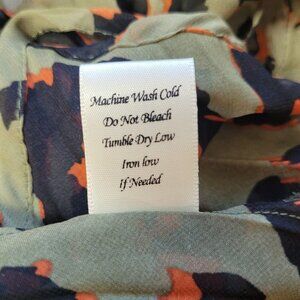 Machine Wash Cold
Do Not Bleach
Tumble Dry Low
Iron low
If Needed